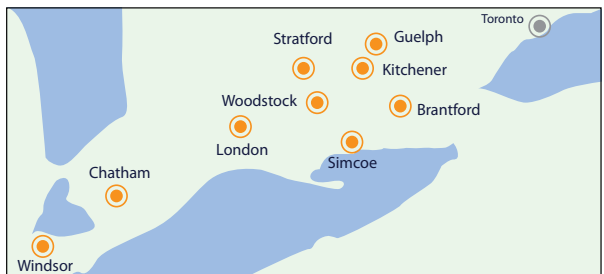 Toronto
Guelph
Stratford
Kitchener
Woodstock
Brantford
London
Simcoe
Chatham
Windsor